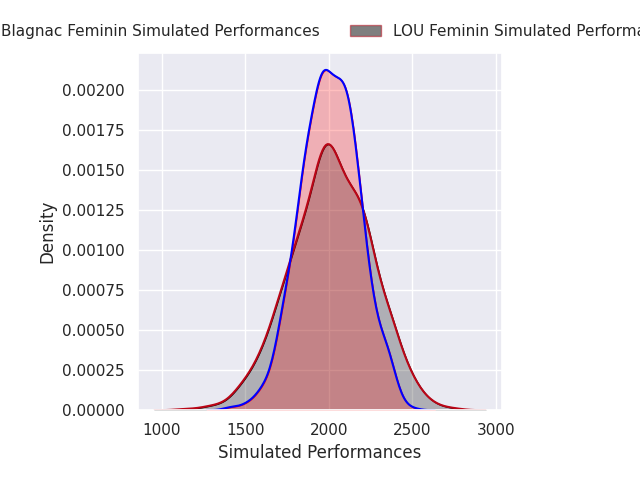 Blagnac Feminin Simulated Performances
LOU Feminin Simulated
0.00200
0.00175
0.00150
0.00125
0.00100
0.00075
0.00050
0.00025
0.00000
Density
1000 1500 2000 2500 3000
Simulated Performances